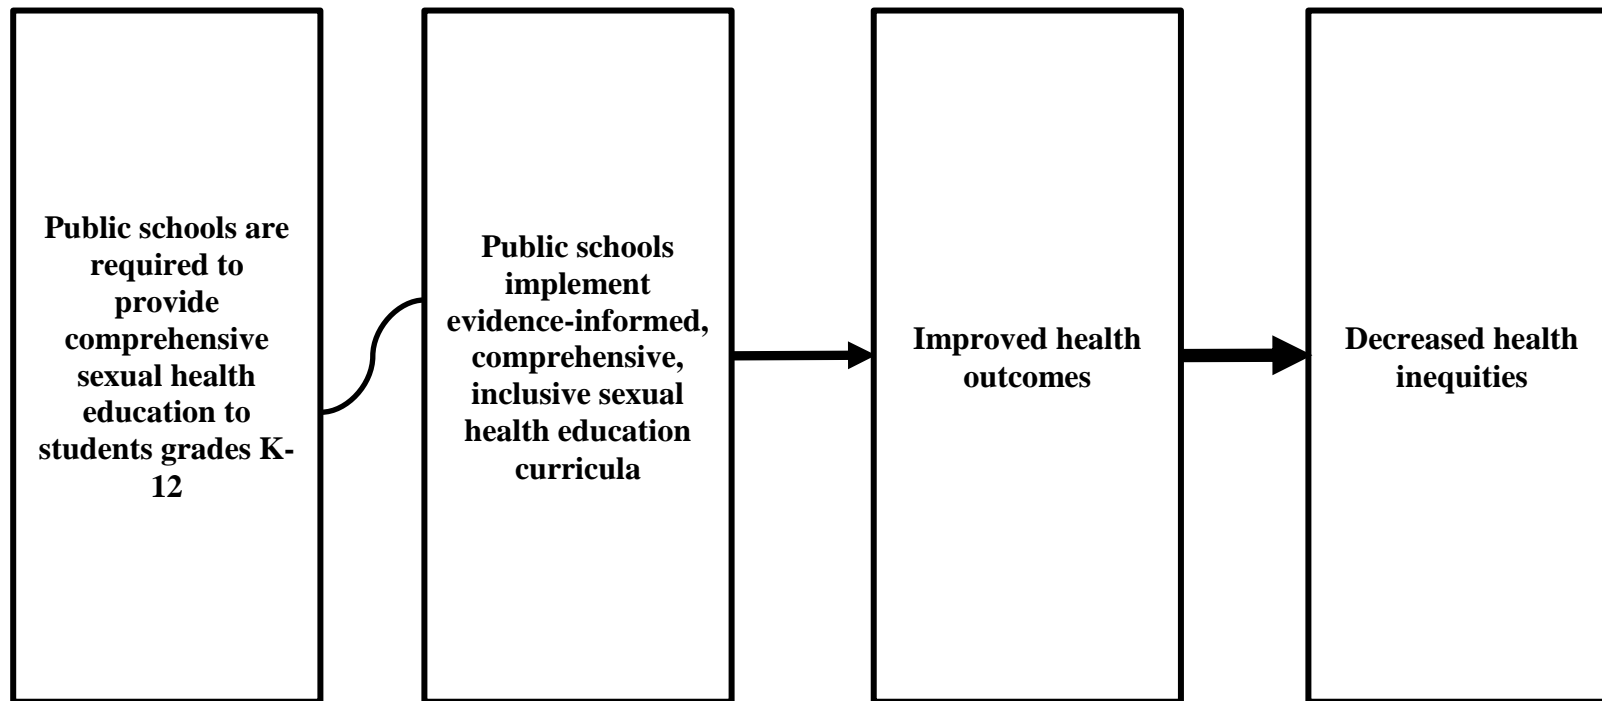 Public schools are
required to
provide
comprehensive
sexual health
education to
students grades K-
12
Public schools
implement
evidence-informed,
comprehensive,
inclusive sexual
health education
curricula
Improved health
outcomes
Decreased health
inequities